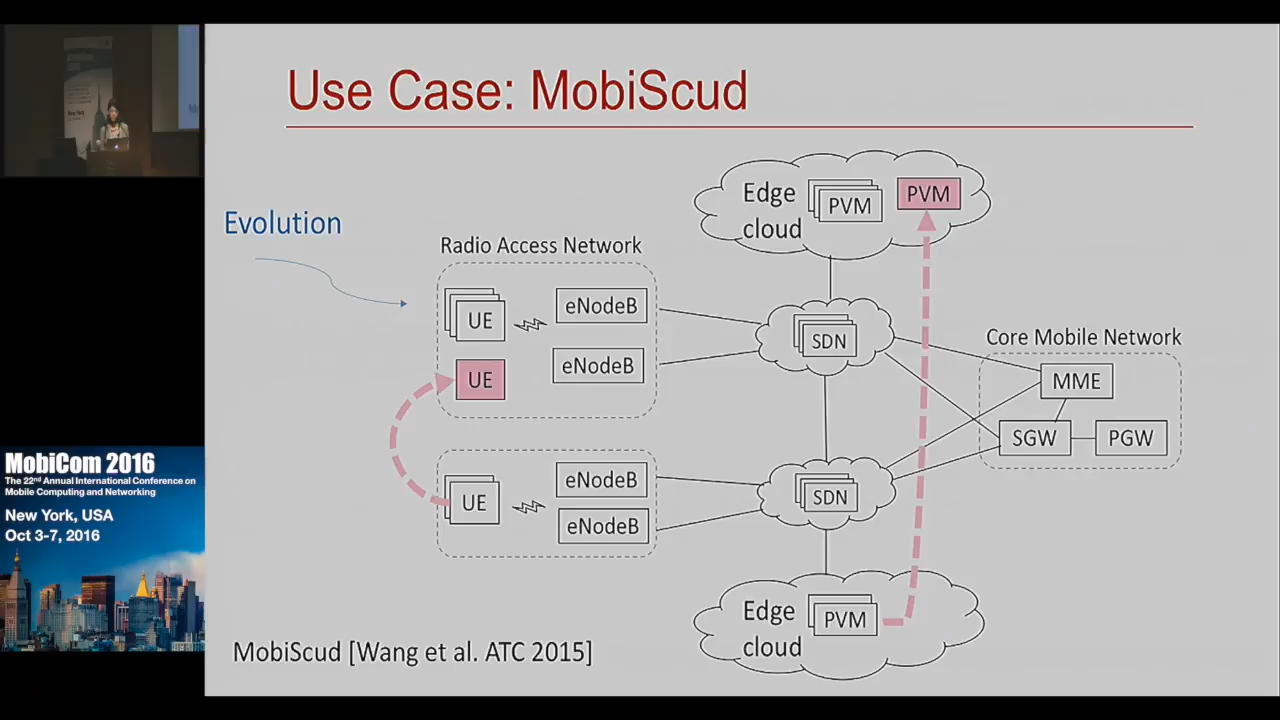 Use Case: MobiScud
Evolution
Radio Access Network
UE
eNodeB
eNodeB
UE
UE
eNodeB
eNodeB
Edge
cloud
PVM
PVM
SDN
SDN
Core Mobile Network
MME
SGW
PGW
Edge
cloud
PVM
MobiScud [Wang et al. ATC 2015]
MobiCom 2016
The 22nd Annual International Conference on
Mobile Computing and Networking
New York, USA
Oct 3-7, 2016